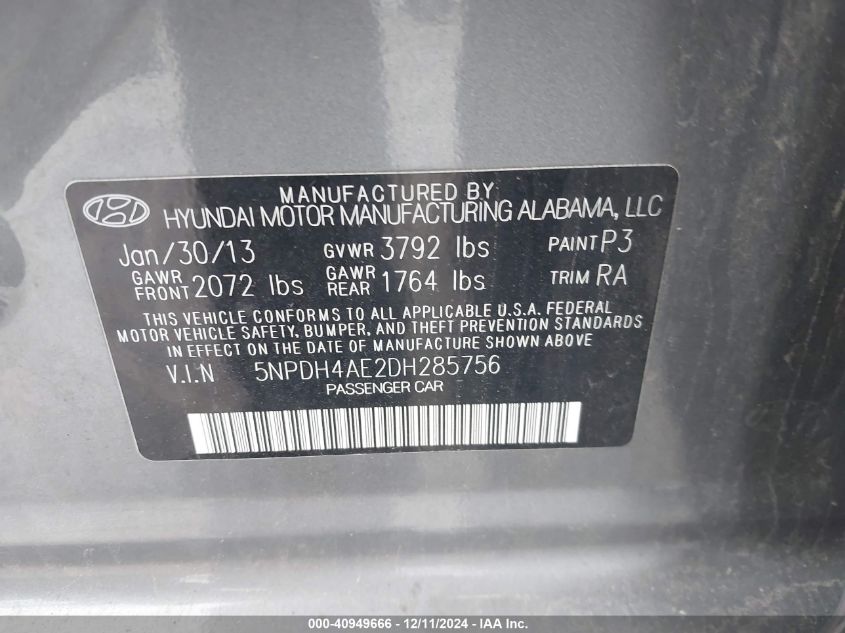 MANUFACTURED BY
HYUNDAI MOTOR MANUFACTURING ALABAMA, LLC
Jan/30/13 GVWR 3792 lbs PAINT P3
GAWR FRONT 2072 lbs GAWR REAR 1764 lbs TRIM RA
THIS VEHICLE CONFORMS TO ALL APPLICABLE U.S.A. FEDERAL
MOTOR VEHICLE SAFETY, BUMPER, AND THEFT PREVENTION STANDARDS
IN EFFECT ON THE DATE OF MANUFACTURE SHOWN ABOVE.
V.I.N 5NPDH4AE2DH285756
PASSENGER CAR
000-40949666 - 12/11/2024 - IAA Inc.